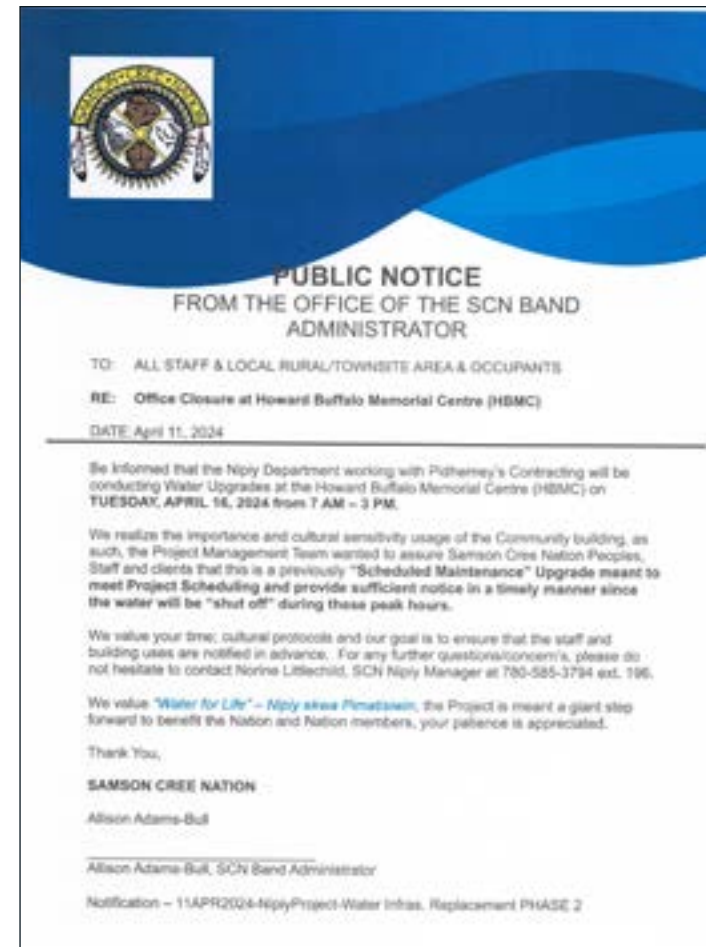 SAMSON CREE NATION
PUBLIC NOTICE
FROM THE OFFICE OF THE SCN BAND
ADMINISTRATOR
TO: ALL STAFF & LOCAL RURAL/TOWNSITE AREA & OCCUPANTS
RE: Office Closure at Howard Buffalo Memorial Centre (HBMC)
DATE: April 11, 2024
Be Informed that the Nipiy Department working with Pidherney's Contracting will be
conducting Water Upgrades at the Howard Buffalo Memorial Centre (HBMC) on
TUESDAY, APRIL 16, 2024 from 7 AM – 3 PM.
We realize the importance and cultural sensitivity usage of the Community building, as
such, the Project Management Team wanted to assure Samson Cree Nation Peoples,
Staff and clients that this is a previously "Scheduled Maintenance" Upgrade meant to
meet Project Scheduling and provide sufficient notice in a timely manner since
the water will be "shut off" during these peak hours.
We value your time; cultural protocols and our goal is to ensure that the staff and
building uses are notified in advance. For any further questions/concern's, please do
not hesitate to contact Norine Littlechild, SCN Nipiy Manager at 780-585-3794 ext. 196.
We value "Water for Life" – Nipiy Pimatisiwin, the Project is meant a giant step
forward to benefit the Nation and Nation members, your patience is appreciated.
Thank You,
SAMSON CREE NATION
Allison Adams-Bull
Allison Adams-Bull, SCN Band Administrator
Notification – 11APR2024-NipiyProject-Water Infras. Replacement PHASE 2